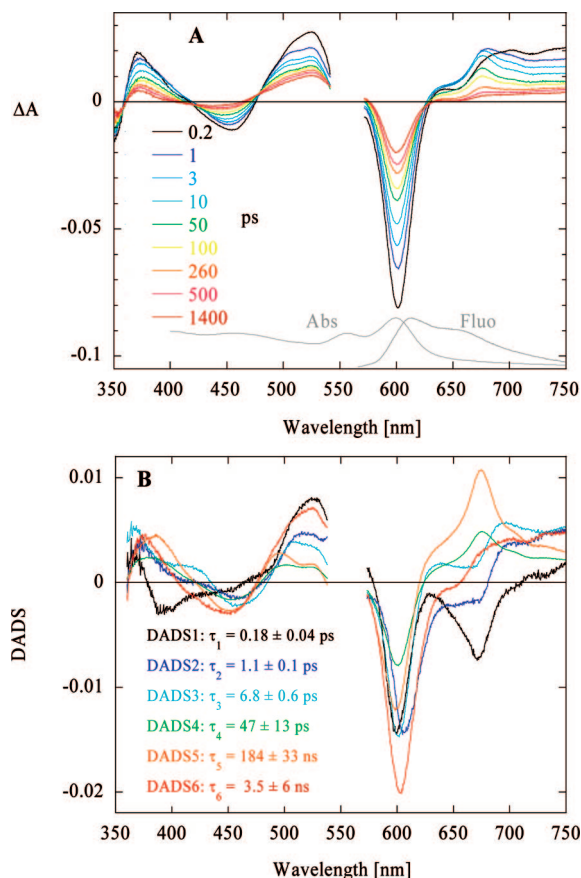 A
0
ΔA
-0.05
-0.1
0.2
1
3
10
50
100
260
500
1400
ps
Abs
Fluo
350 400 450 500 550 600 650 700 750
Wavelength [nm]
B
0.01
0
-0.01
-0.02
DADS
DADS1: τ1 = 0.18 ± 0.04 ps
DADS2: τ2 = 1.1 ± 0.1 ps
DADS3: τ3 = 6.8 ± 0.6 ps
DADS4: τ4 = 47 ± 13 ps
DADS5: τ5 = 184 ± 33 ns
DADS6: τ6 = 3.5 ± 6 ns
350 400 450 500 550 600 650 700 750
Wavelength [nm]